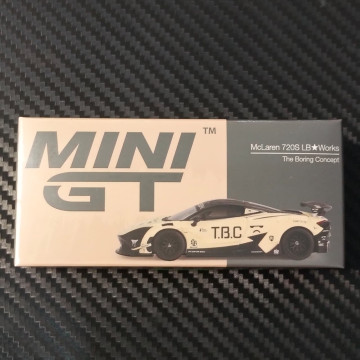 MINI
GT
TM
McLaren 720S LB★Works
The Boring Concept
T.B.C